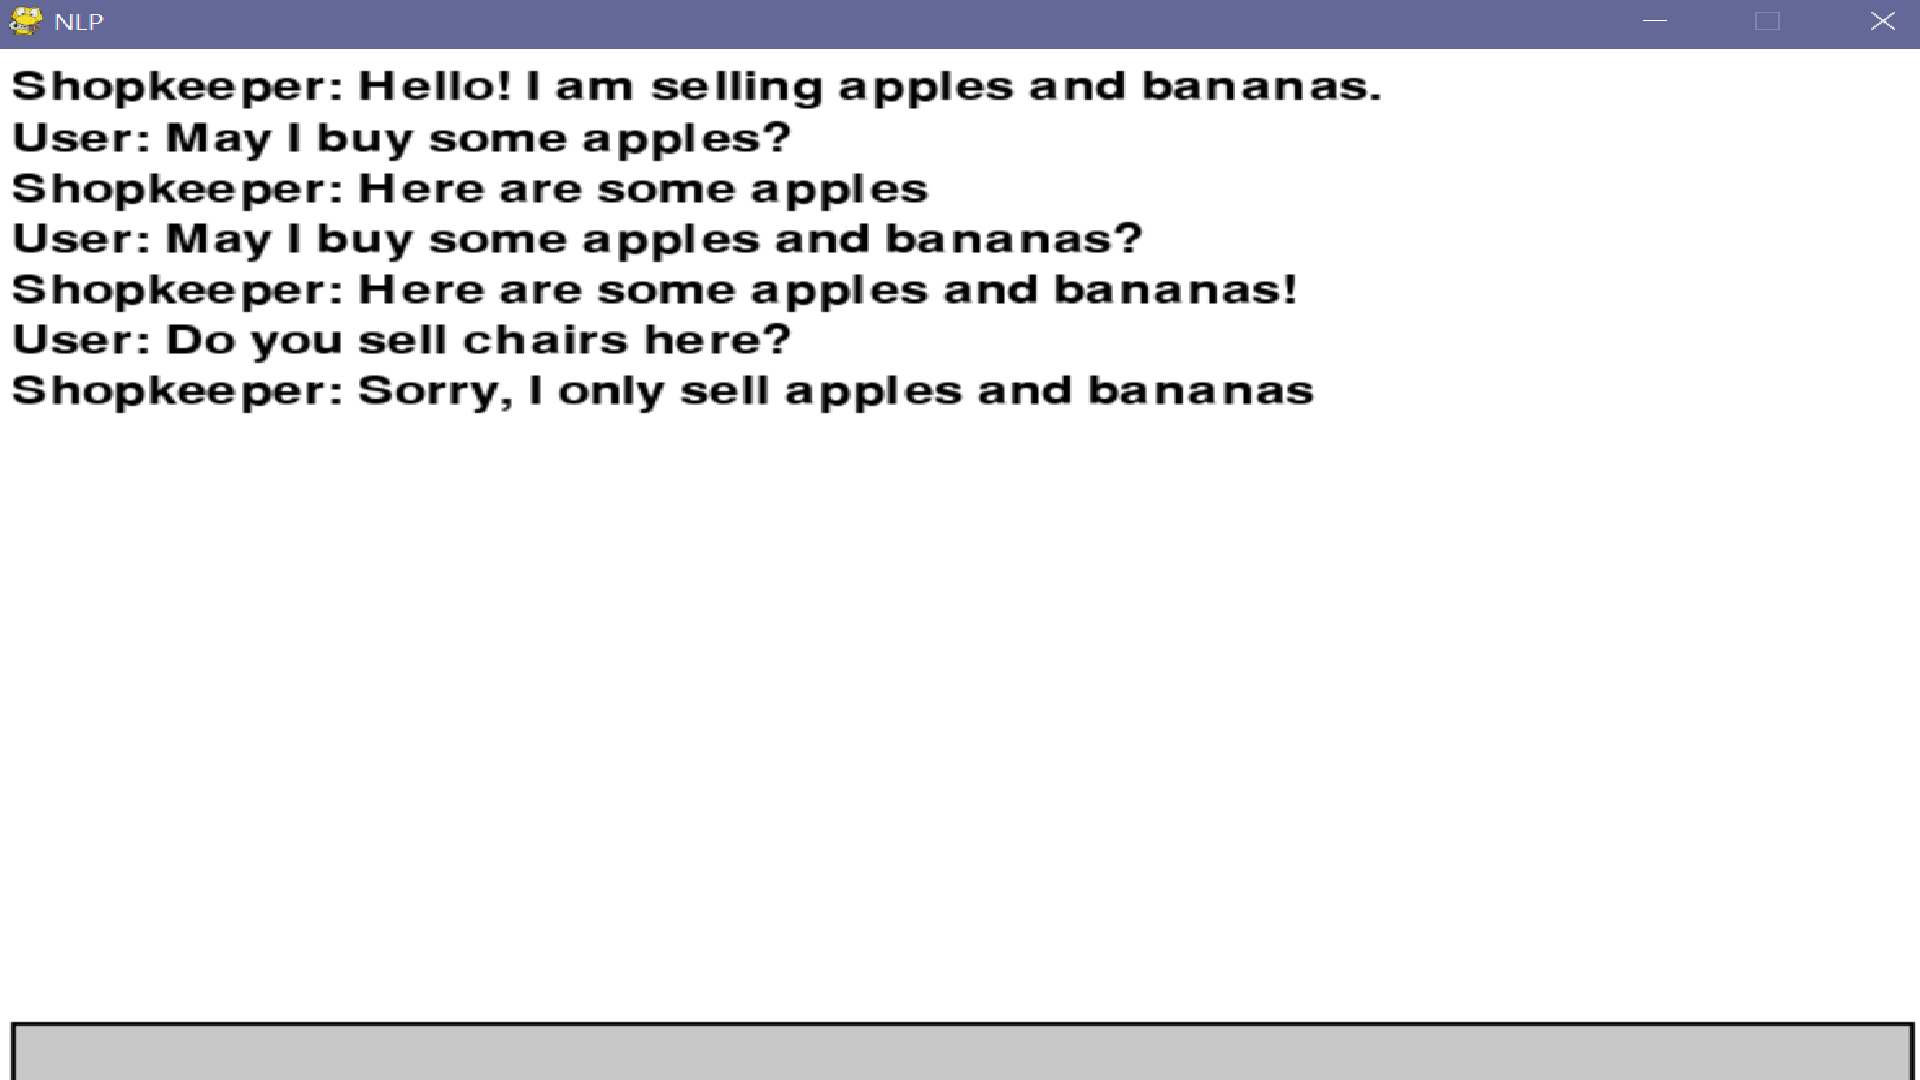 NLP
Shopkeeper: Hello! I am selling apples and bananas.
User: May I buy some apples?
Shopkeeper: Here are some apples
User: May I buy some apples and bananas?
Shopkeeper: Here are some apples and bananas!
User: Do you sell chairs here?
Shopkeeper: Sorry, I only sell apples and bananas